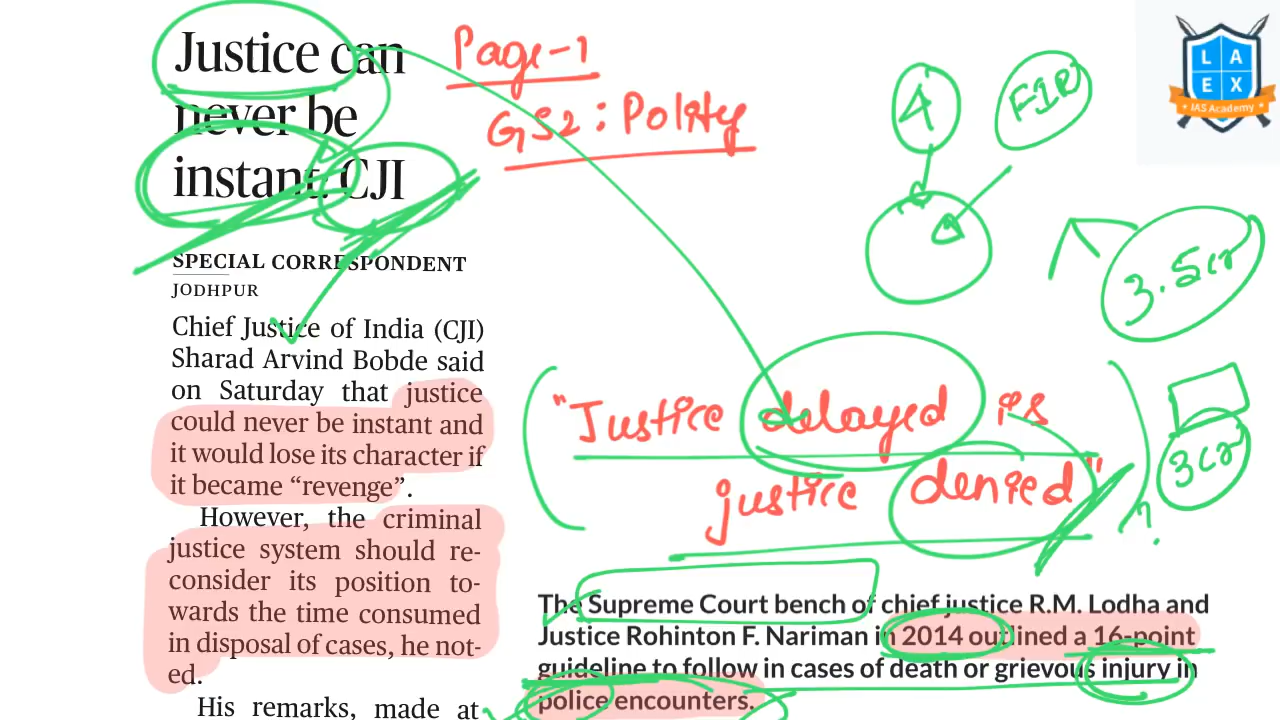 Justice can
never be
instant: CJI
SPECIAL CORRESPONDENT
JODHPUR
Chief Justice of India (CJI)
Sharad Arvind Bobde said
on Saturday that justice
could never be instant and
it would lose its character if
it became “revenge”.
However, the criminal
justice system should re-
consider its position to-
wards the time consumed
in disposal of cases, he not-
ed.
His remarks, made at
Page-1
GS2: Polity
A
FIR
L A
E X
IAS Academy
3.5cr
"Justice delayed is
justice denied"
?
3cr
The Supreme Court bench of chief justice R.M. Lodha and
Justice Rohinton F. Nariman in 2014 outlined a 16-point
guideline to follow in cases of death or grievous injury in
police encounters.